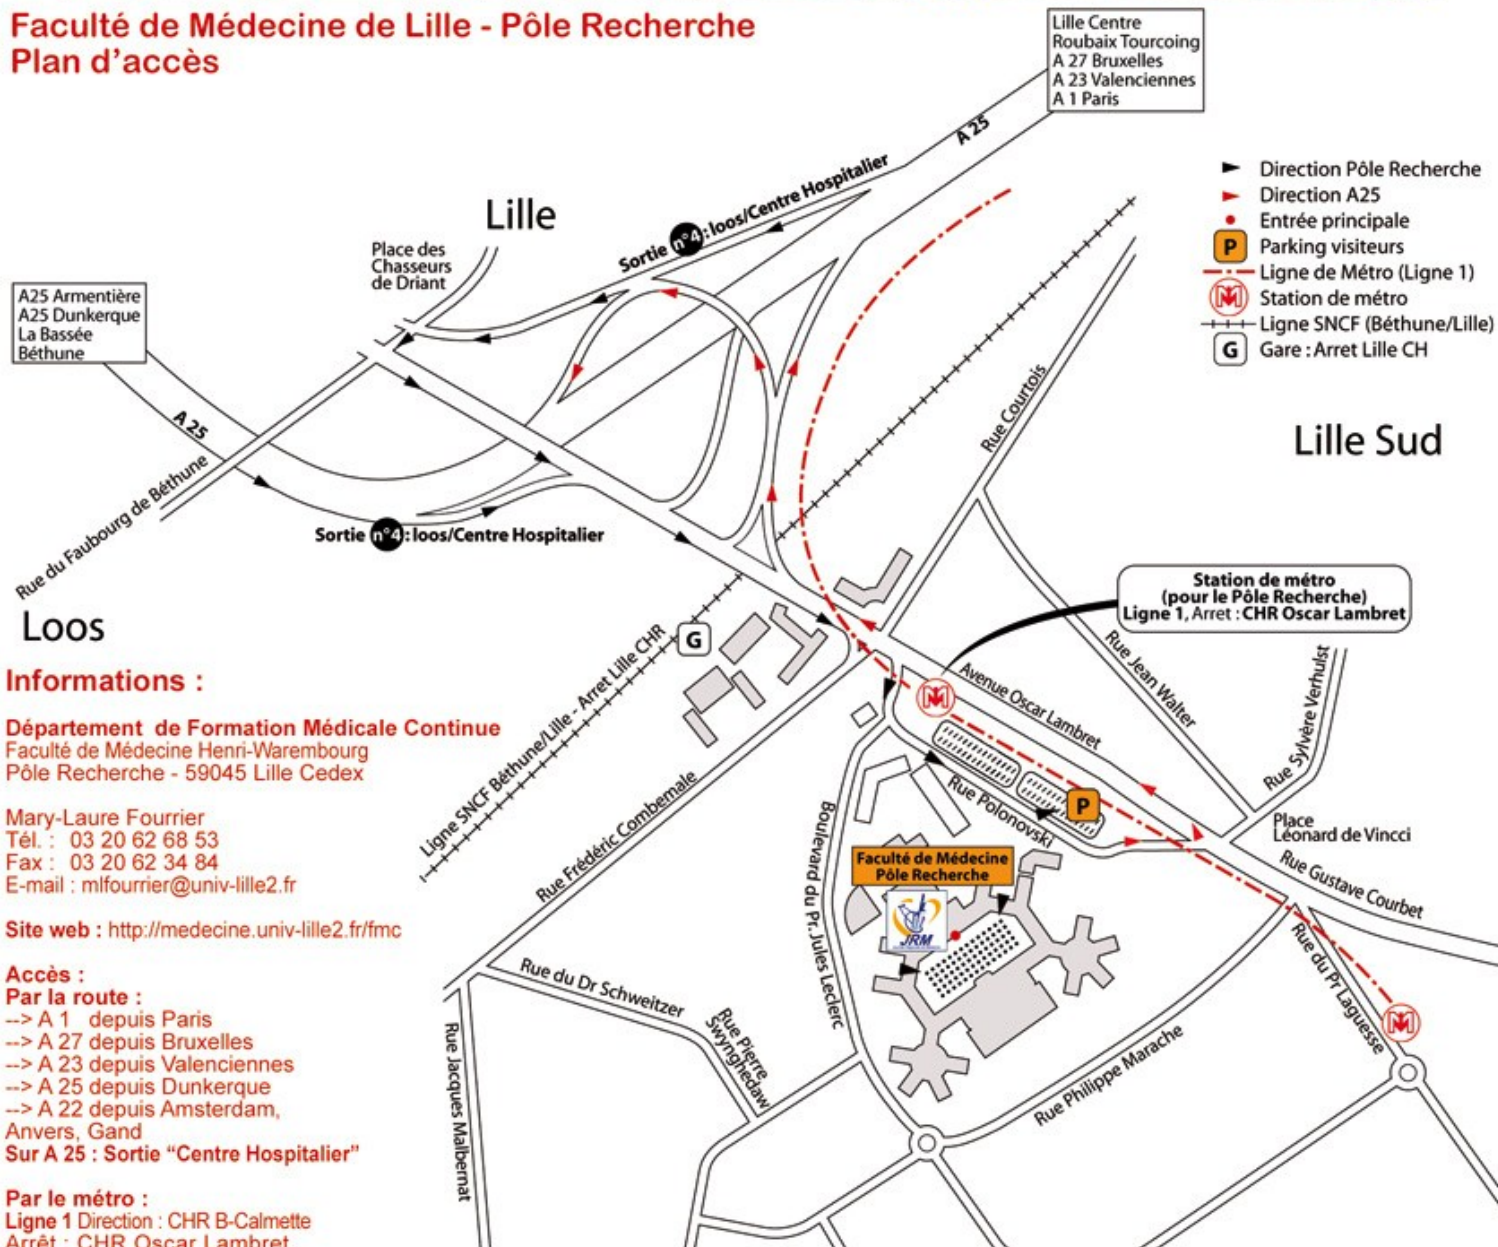 Faculté de Médecine de Lille - Pôle Recherche
Plan d'accès
Lille Centre
Roubaix Tourcoing
A 27 Bruxelles
A 23 Valenciennes
A 1 Paris
A 25
Direction Pôle Recherche
Direction A25
Entrée principale
P Parking visiteurs
Ligne de Métro (Ligne 1)
Station de métro
Ligne SNCF (Béthune/Lille)
G Gare : Arret Lille CH
Lille
Sortie n°4 : loos/Centre Hospitalier
Place des
Chasseurs
de Driant
A25 Armentière
A25 Dunkerque
La Bassée
Béthune
A 25
Rue du Faubourg de Béthune
Sortie n°4 : loos/Centre Hospitalier
Loos
Rue Courtois
Lille Sud
Station de métro
(pour le Pôle Recherche)
Ligne 1, Arret : CHR Oscar Lambret
G
Ligne SNCF Béthune/Lille - Arret Lille CHR
Rue Jean Walter
Rue Sylvère Verhulst
Avenue Oscar Lambret
Rue Polonovski
P
Place
Léonard de Vincci
Rue Gustave Courbet
Rue Frédéric Combemale
Boulevard du Pr. Jules Leclerc
Faculté de Médecine
Pôle Recherche
JRM
Rue du Pr Laguesse
Rue du Dr Schweitzer
Rue Pierre
Swynghedaw
Rue Philippe Marache
Rue Jacques Malbernat
Informations :
Département de Formation Médicale Continue
Faculté de Médecine Henri-Warembourg
Pôle Recherche - 59045 Lille Cedex
Mary-Laure Fourrier
Tél. : 03 20 62 68 53
Fax : 03 20 62 34 84
E-mail : mlfourrier@univ-lille2.fr
Site web : http://medecine.univ-lille2.fr/fmc
Accès :
Par la route :
--> A 1 depuis Paris
--> A 27 depuis Bruxelles
--> A 23 depuis Valenciennes
--> A 25 depuis Dunkerque
--> A 22 depuis Amsterdam,
Anvers, Gand
Sur A 25 : Sortie “Centre Hospitalier”
Par le métro :
Ligne 1 Direction : CHR B-Calmette
Arrêt : CHR Oscar Lambret